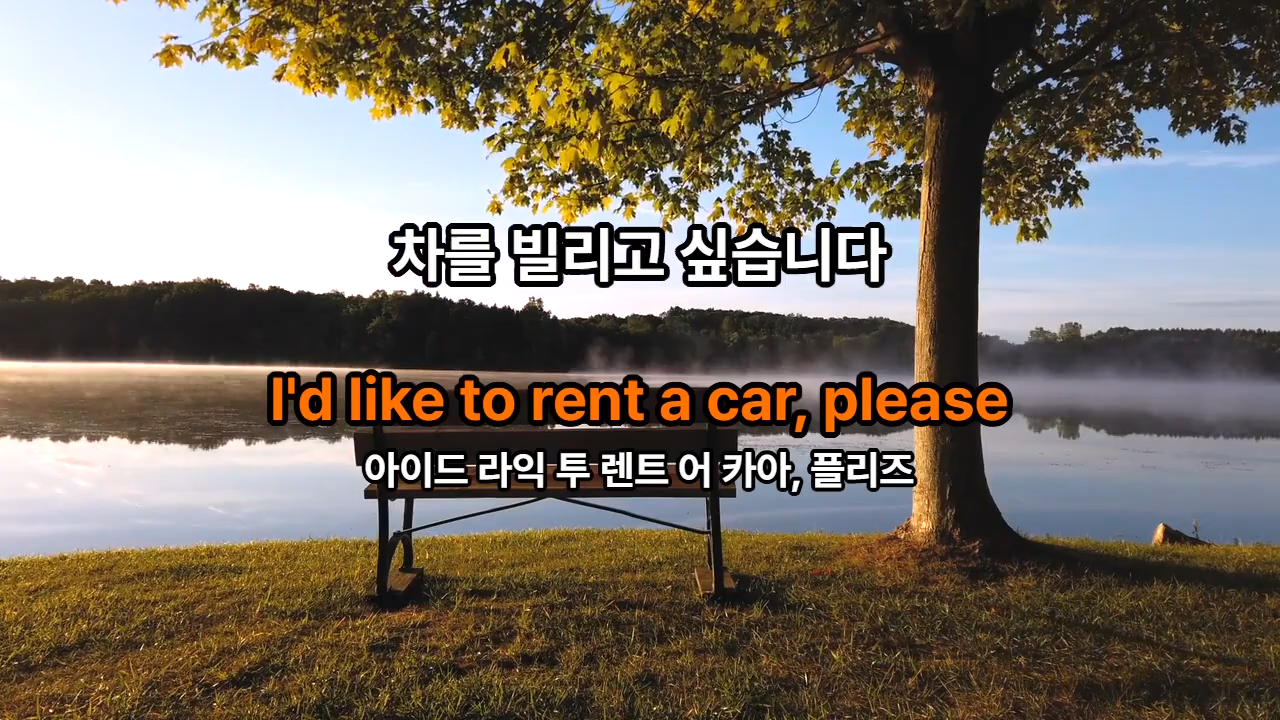 차를 빌리고 싶습니다
I'd like to rent a car, please
아이드 라익 투 렌트 어 카아, 플리즈